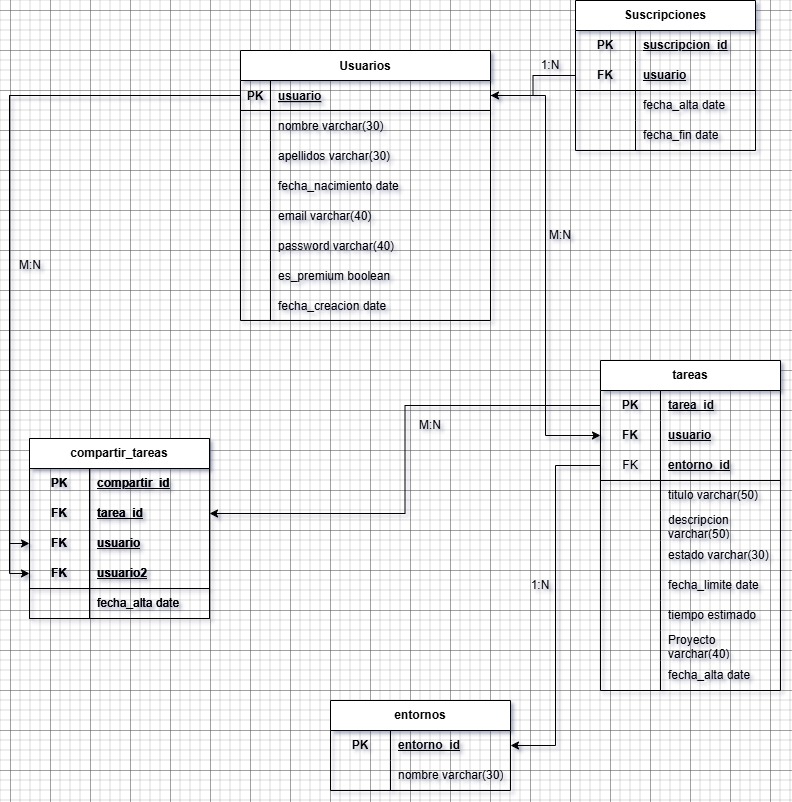 Suscripciones
PK suscripcion_id
FK usuario
fecha_alta date
fecha_fin date
1:N
Usuarios
PK usuario
nombre varchar(30)
apellidos varchar(30)
fecha_nacimiento date
email varchar(40)
password varchar(40)
es_premium boolean
fecha_creacion date
M:N
M:N
tareas
PK tarea_id
FK usuario
FK entorno_id
titulo varchar(50)
descripcion
varchar(50)
estado varchar(30)
fecha_limite date
tiempo estimado
Proyecto
varchar(40)
fecha_alta date
M:N
compartir_tareas
PK compartir_id
FK tarea_id
FK usuario
FK usuario2
fecha_alta date
1:N
entornos
PK entorno_id
nombre varchar(30)